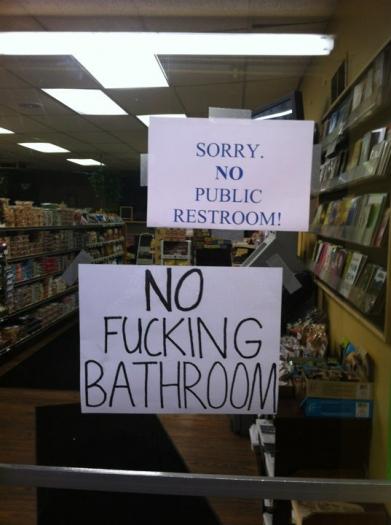 SORRY.
NO
PUBLIC
RESTROOM!
NO
FUCKING
BATHROOM